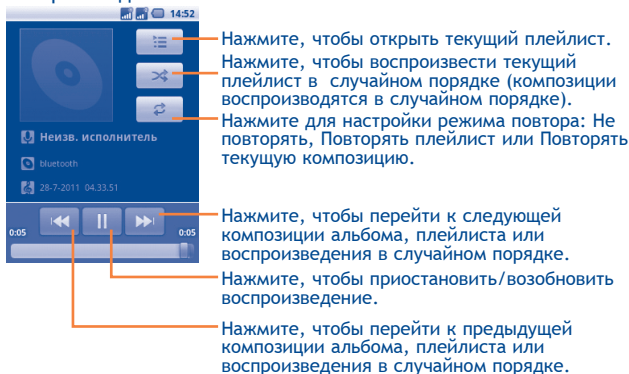 14:52
Нажмите, чтобы открыть текущий плейлист.
Нажмите, чтобы воспроизвести текущий
плейлист в случайном порядке (композиции
воспроизводятся в случайном порядке).
Нажмите для настройки режима повтора: Не
повторять, Повторять плейлист или Повторять
текущую композицию.
Неизв. исполнитель
bluetooth
28-7-2011 04.33.51
0:05
0:05
Нажмите, чтобы перейти к следующей
композиции альбома, плейлиста или
воспроизведения в случайном порядке.
Нажмите, чтобы приостановить/возобновить
воспроизведение.
Нажмите, чтобы перейти к предыдущей
композиции альбома, плейлиста или
воспроизведения в случайном порядке.